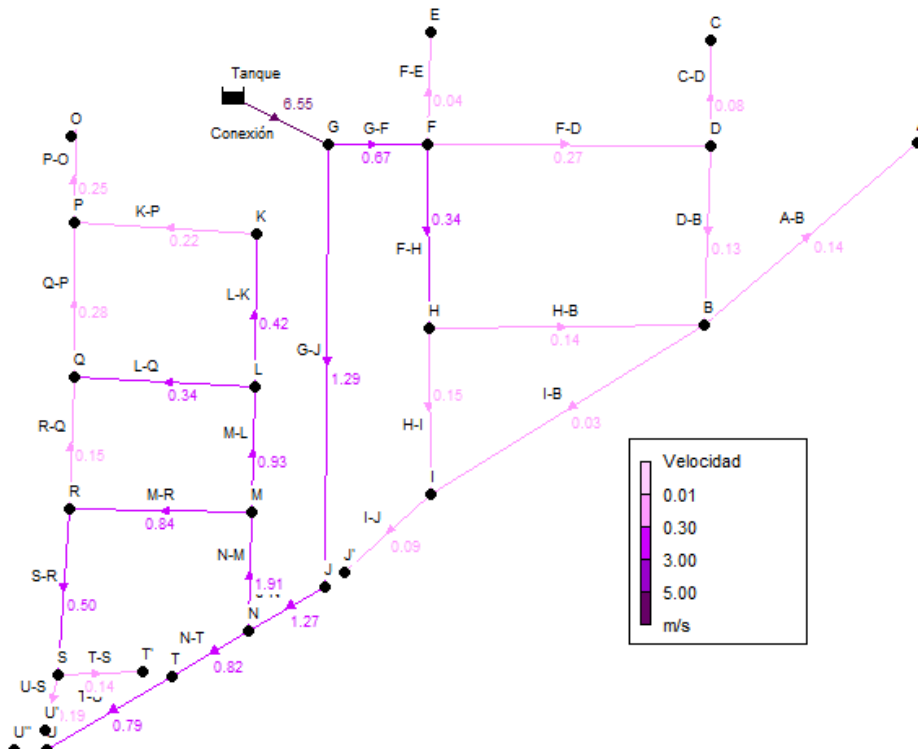 E
C
F-E
C-D
0.04
0.08
Tanque
6.55
Conexión
G
G-F
0.67
F
F-D
0.27
D
O
P-O
0.25
P
K-P
0.22
K
0.34
F-H
D-B
0.13
A-B
0.14
Q-P
0.28
L-K
0.42
G-J
1.29
H
H-B
0.14
B
Q
L-Q
0.34
L
I-B
0.03
0.15
H-I
R-Q
0.15
M-L
0.93
R
M-R
0.84
M
I
I-J
0.09
Velocidad
0.01
0.30
3.00
5.00
m/s
S-R
0.50
N-M
1.91
J
J'
1.27
N
N-T
0.82
T
S
T-S
0.14
T'
U-S
0.19
U'
0.79
U''
U